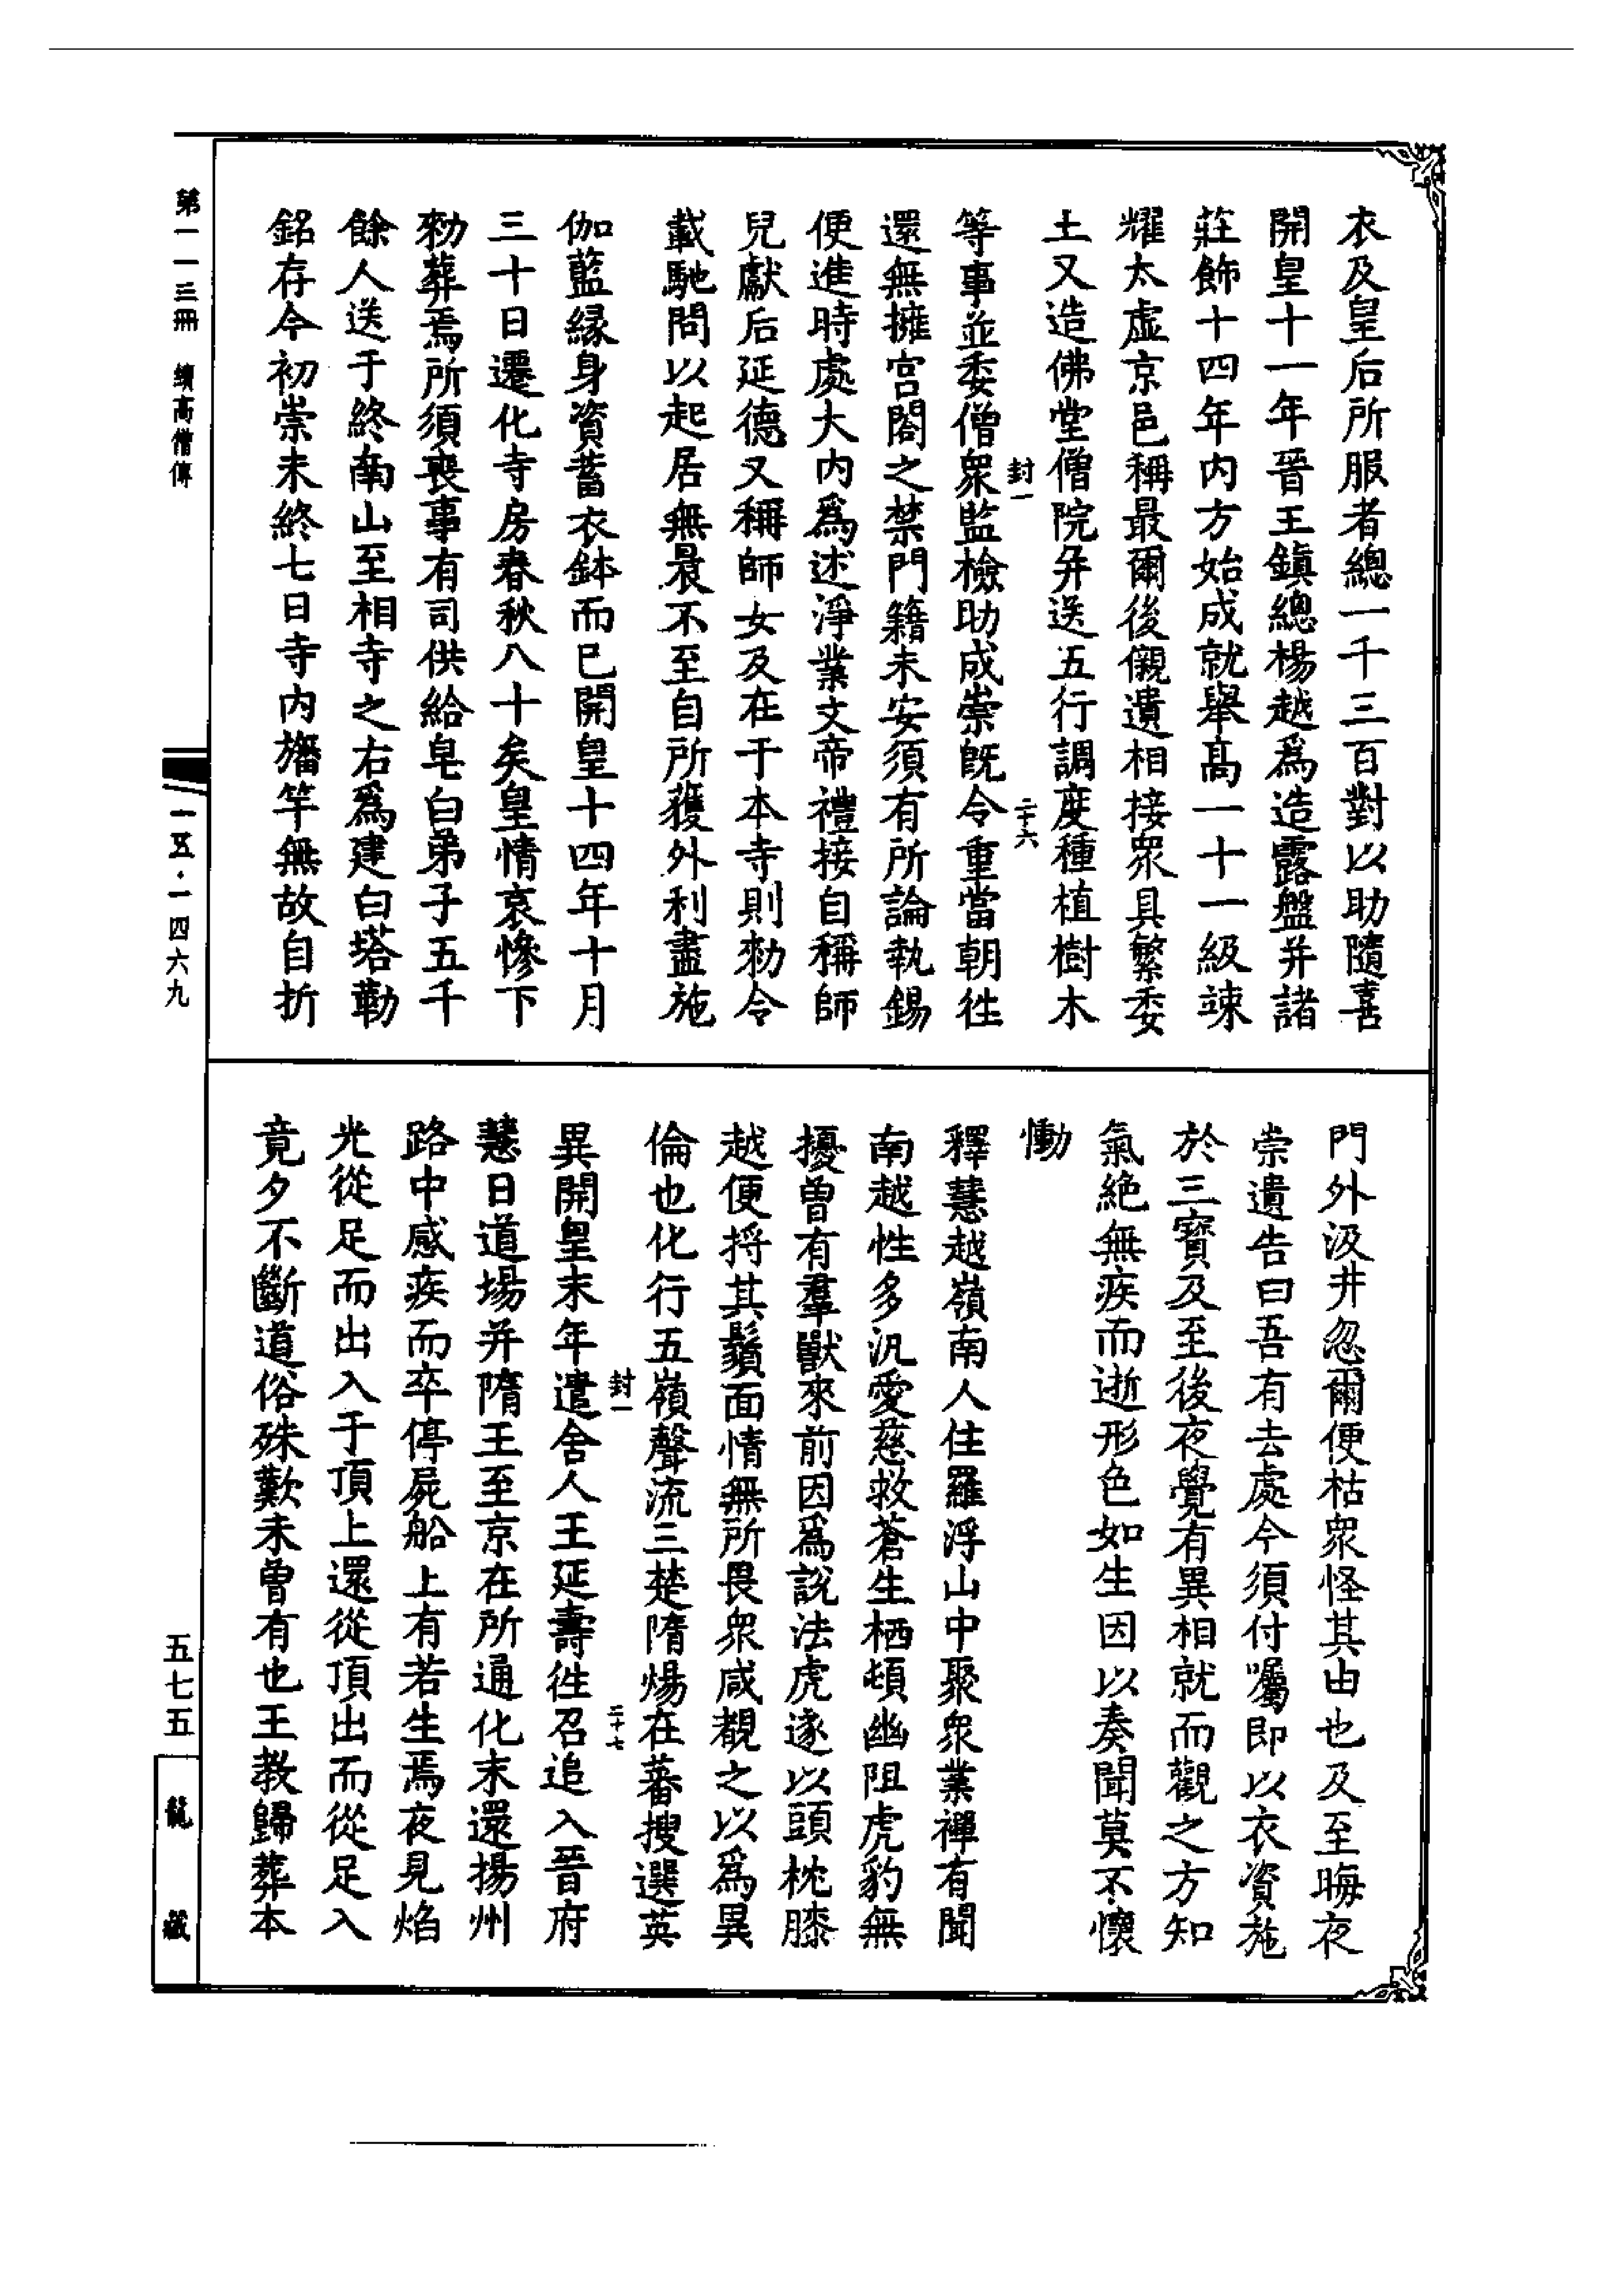 衣及皇后所服者總一千三百對以助隨喜
開皇十一年晉王鎮總楊越爲造露盤并諸
莊飾十四年内方始成就舉高一十一級竦
耀太虛京邑稱最爾後儭遺相接衆具繁委
土又造佛堂僧院并送五行調度種植樹木
封一
二十六
等事並委僧衆監檢助成崇既令重當朝徃
還無擁宮閤之禁門籍未安須有所論執錫
便進時處大内爲述淨業文帝禮接自稱師
兒獻后延德又稱師女及在于本寺則勑令
載馳問以起居無晨不至自所獲外利盡施
伽藍縁身資蓄衣鉢而已開皇十四年十月
三十日遷化寺房春秋八十矣皇情哀慘下
勑葬焉所須喪事有司供給皂白弟子五千
餘人送于終南山至相寺之右爲建白塔勒
銘存今初崇未終七日寺内旛竿無故自折
門外汲井忽爾便枯衆怪其由也及至晦夜
崇遺告曰吾有去處今須付囑即以衣資施
於三寶及至後夜覺有異相就而觀之方知
氣絶無疾而逝形色如生因以奏聞莫不懷
慟
釋慧越嶺南人住羅浮山中聚衆業禪有聞
南越性多汎愛慈救蒼生栖頓幽阻虎豹無
擾曾有羣獸來前因爲說法虎遂以頭枕膝
越便捋其鬚面情無所畏衆咸覩之以爲異
倫也化行五嶺聲流三楚隋煬在蕃搜選英
封一
二十七
異開皇末年遣舍人王延壽徃召追入晉府
慧日道場并隋王至京在所通化末還揚州
路中感疾而卒停屍船上有若生焉夜見焰
光從足而出入于頂上還從頂出而從足入
竟夕不斷道俗殊歎未曾有也王教歸葬本
第一一三冊 續高僧傳
一五·一四六九
五七五
龍藏